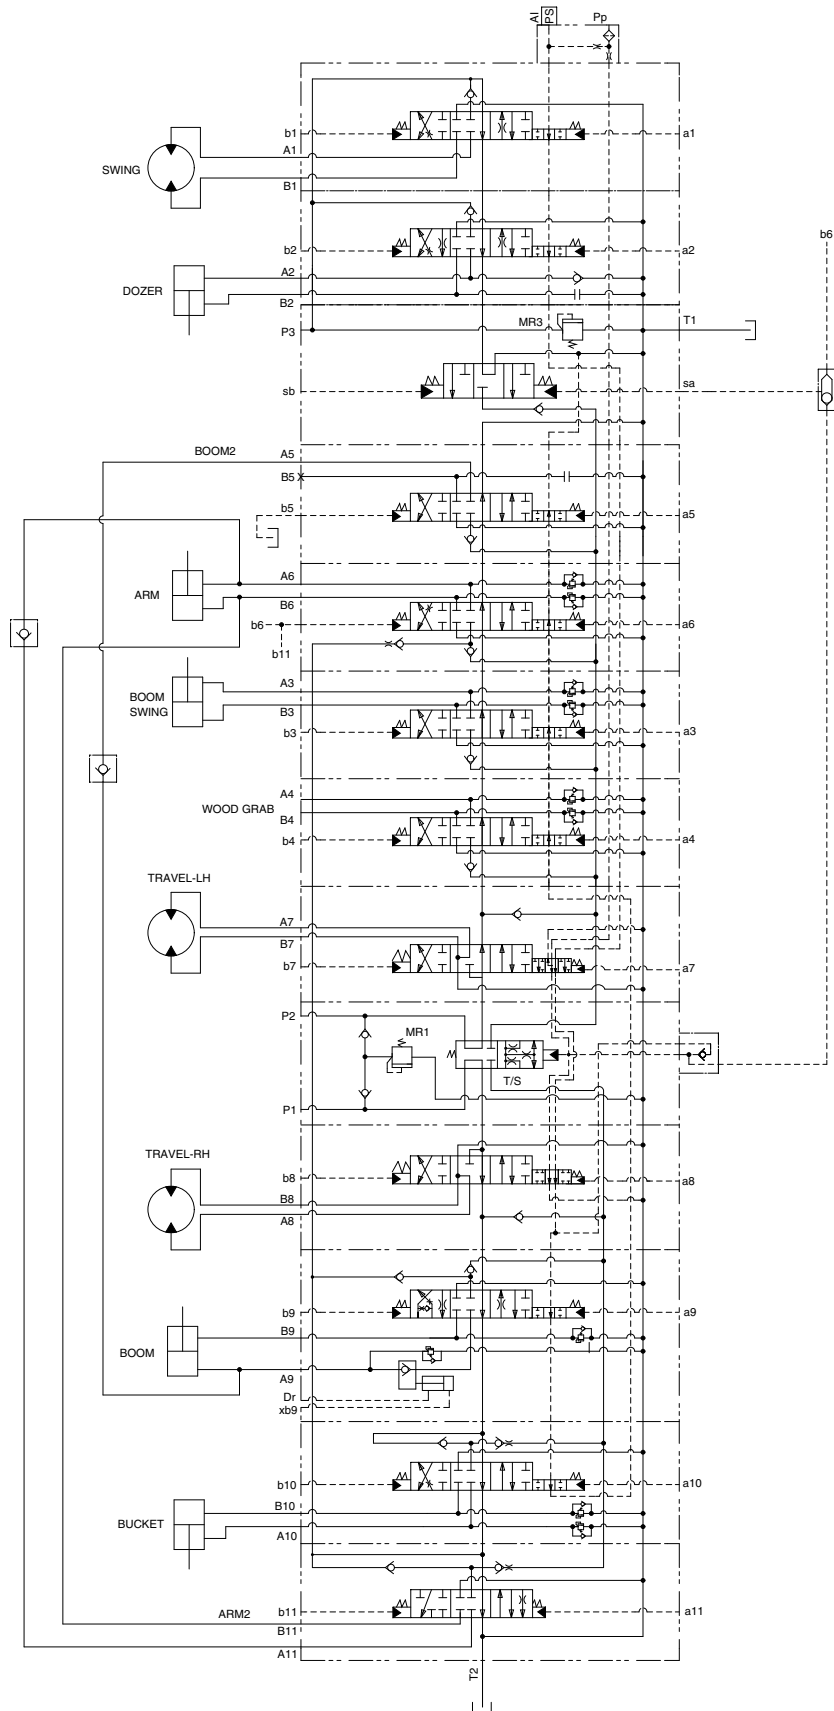 AI
PS
Pp
b1
a1
A1
SWING
B1
b6
b2
a2
A2
DOZER
B2
MR3
T1
P3
sb
sa
BOOM2
A5
B5
b5
a5
A6
ARM
B6
b6
a6
b11
A3
BOOM
SWING
B3
b3
a3
A4
WOOD GRAB
B4
b4
a4
TRAVEL-LH
A7
B7
b7
a7
P2
MR1
T/S
P1
TRAVEL-RH
b8
a8
B8
A8
b9
a9
B9
BOOM
A9
Dr
xb9
b10
a10
B10
BUCKET
A10
b11
a11
ARM2
B11
A11
T2